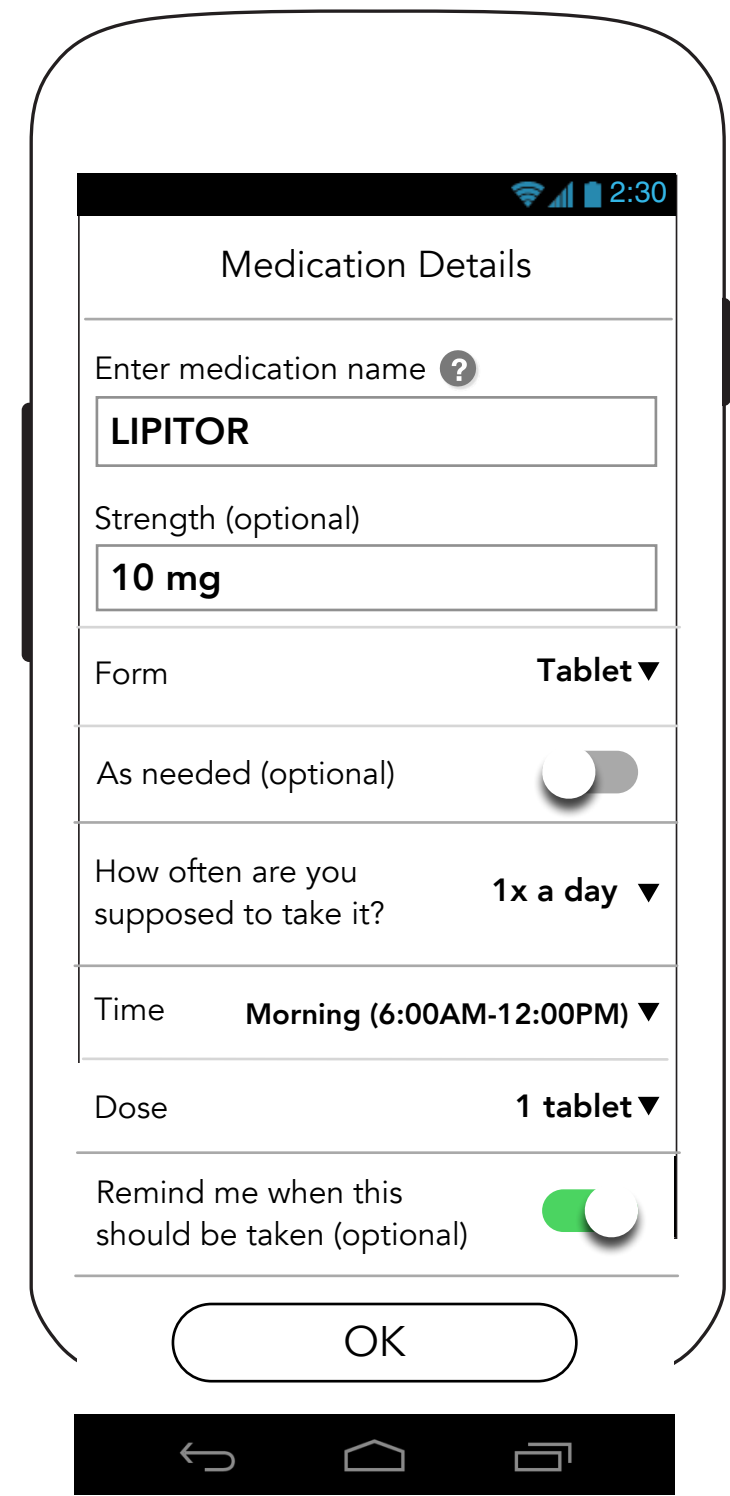 2:30
Medication Details
Enter medication name ?
LIPITOR
Strength (optional)
10 mg
Form Tablet
As needed (optional)
How often are you
supposed to take it? 1x a day
Time Morning (6:00AM-12:00PM)
Dose 1 tablet
Remind me when this
should be taken (optional)
OK